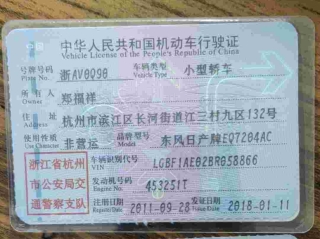 中华人民共和国机动车行驶证
Vehicle License of the People's Republic of China
号牌号码 浙AV0Q90 车辆类型 小型轿车
Plate No. Vehicle Type
所有人 郑福祥
Owner
住址 杭州市滨江区长河街道江三村九区132号
Address
使用性质 非营运 品牌型号 东风日产牌EQ7204AC
Use Character Model
浙江省杭州 车辆识别代号 LGBF1AE02BR058866
VIN
市公安局交 发动机号码 453251T
Engine No.
通警察支队 注册日期 2011-09-28 发证日期 2018-01-11
Register Date Issue Date